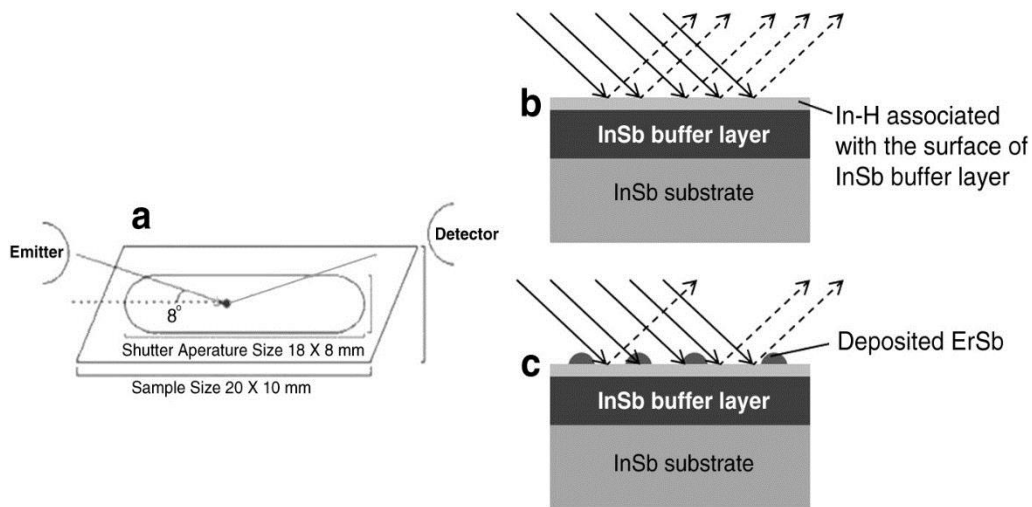 a
Emitter
Detector
8°
Shutter Aperature Size 18 X 8 mm
Sample Size 20 X 10 mm
b
InSb buffer layer
InSb substrate
In-H associated
with the surface of
InSb buffer layer
c
Deposited ErSb
InSb buffer layer
InSb substrate